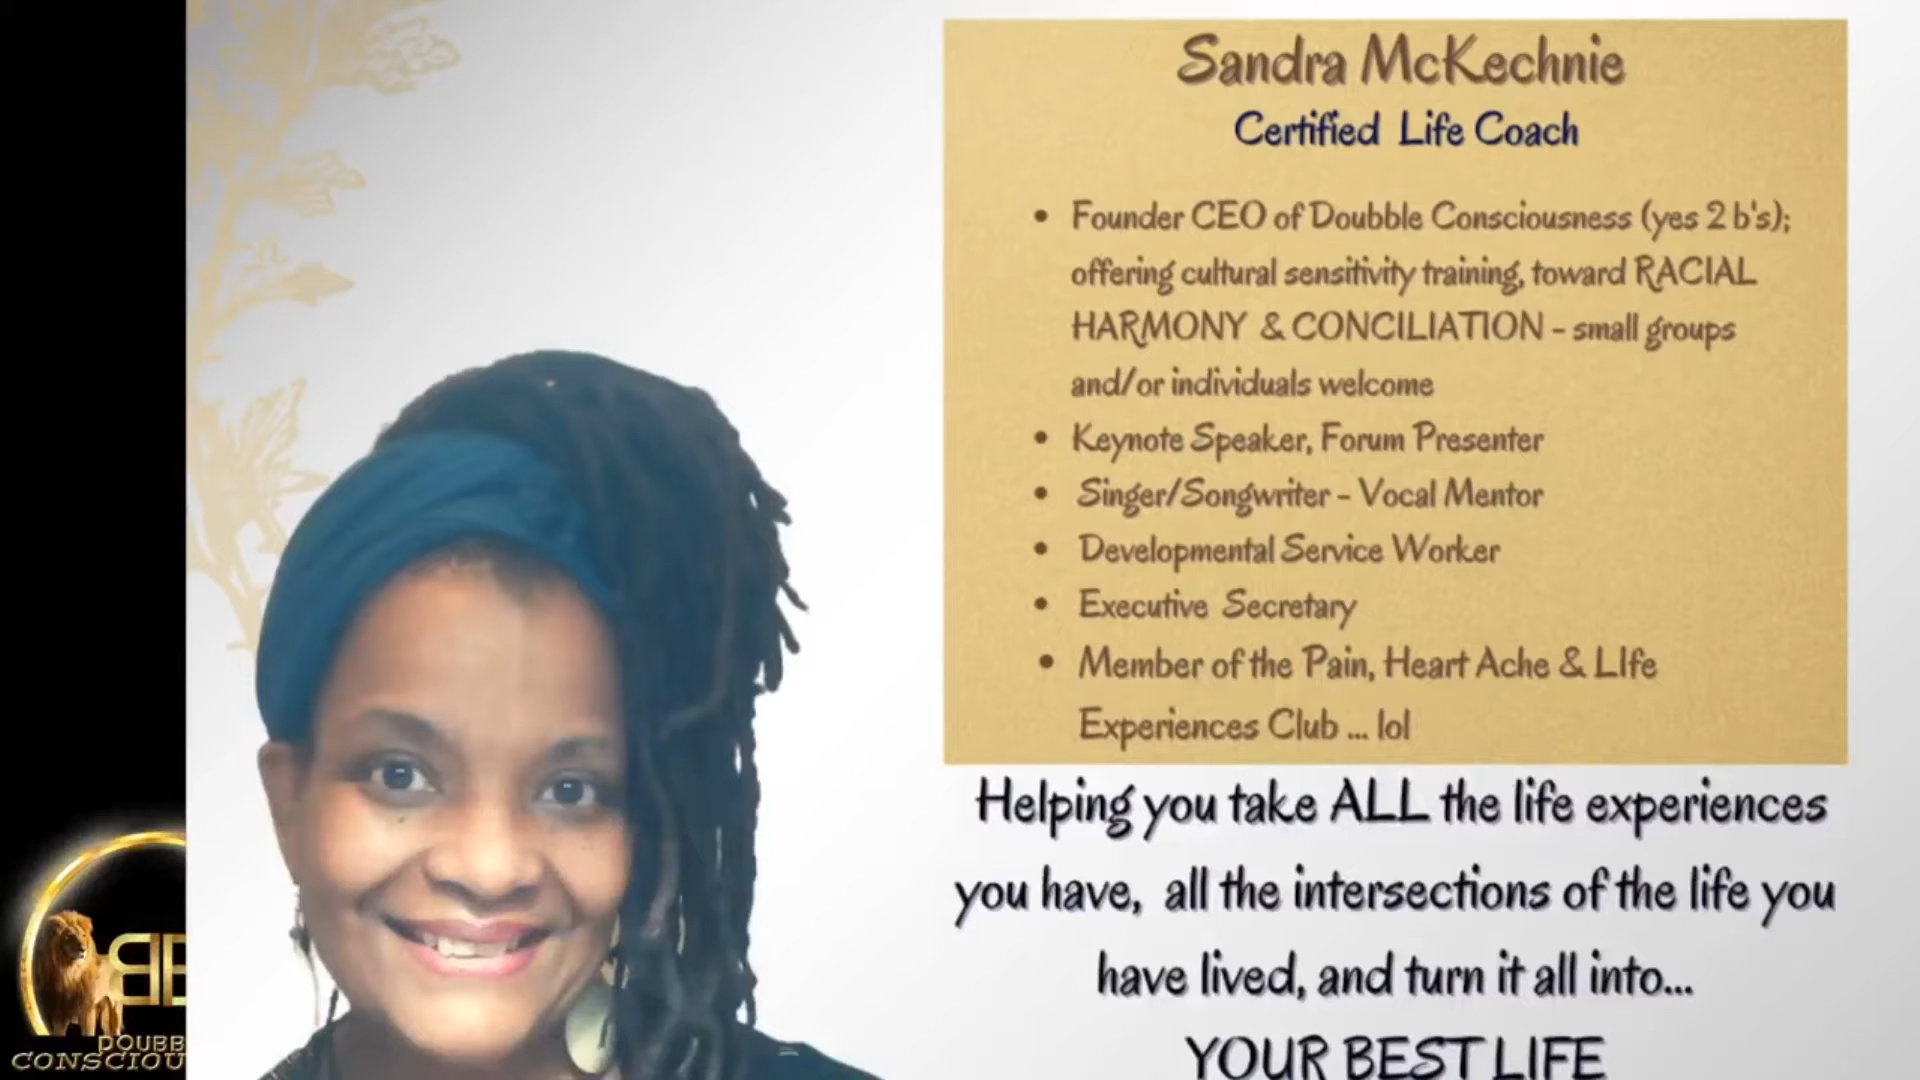 Sandra McKechnie
Certified Life Coach
• Founder CEO of Doubble Consciousness (yes 2 b's);
offering cultural sensitivity training, toward RACIAL
HARMONY & CONCILIATION - small groups
and/or individuals welcome
• Keynote Speaker, Forum Presenter
• Singer/Songwriter - Vocal Mentor
• Developmental Service Worker
• Executive Secretary
• Member of the Pain, Heart Ache & LIfe
Experiences Club ... lol
Helping you take ALL the life experiences
you have, all the intersections of the life you
have lived, and turn it all into...
YOUR BEST LIFE
DOUBB
CONSCIOU